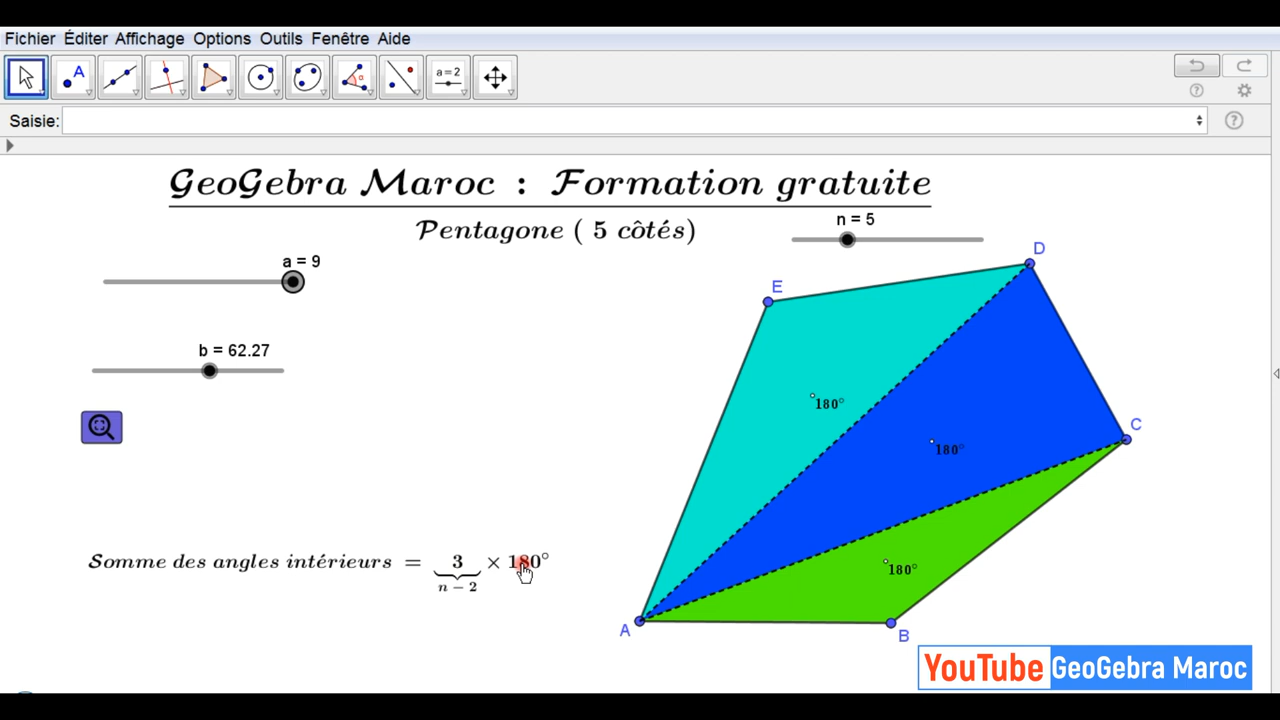 Fichier Éditer Affichage Options Outils Fenêtre Aide
A
a = 2
Saisie:
GeoGebra Maroc : Formation gratuite
Pentagone ( 5 côtés)
n = 5
a = 9
D
E
b = 62.27
180°
C
180°
Somme des angles intérieurs = 3 × 180°
n − 2
180°
A
B
YouTube GeoGebra Maroc